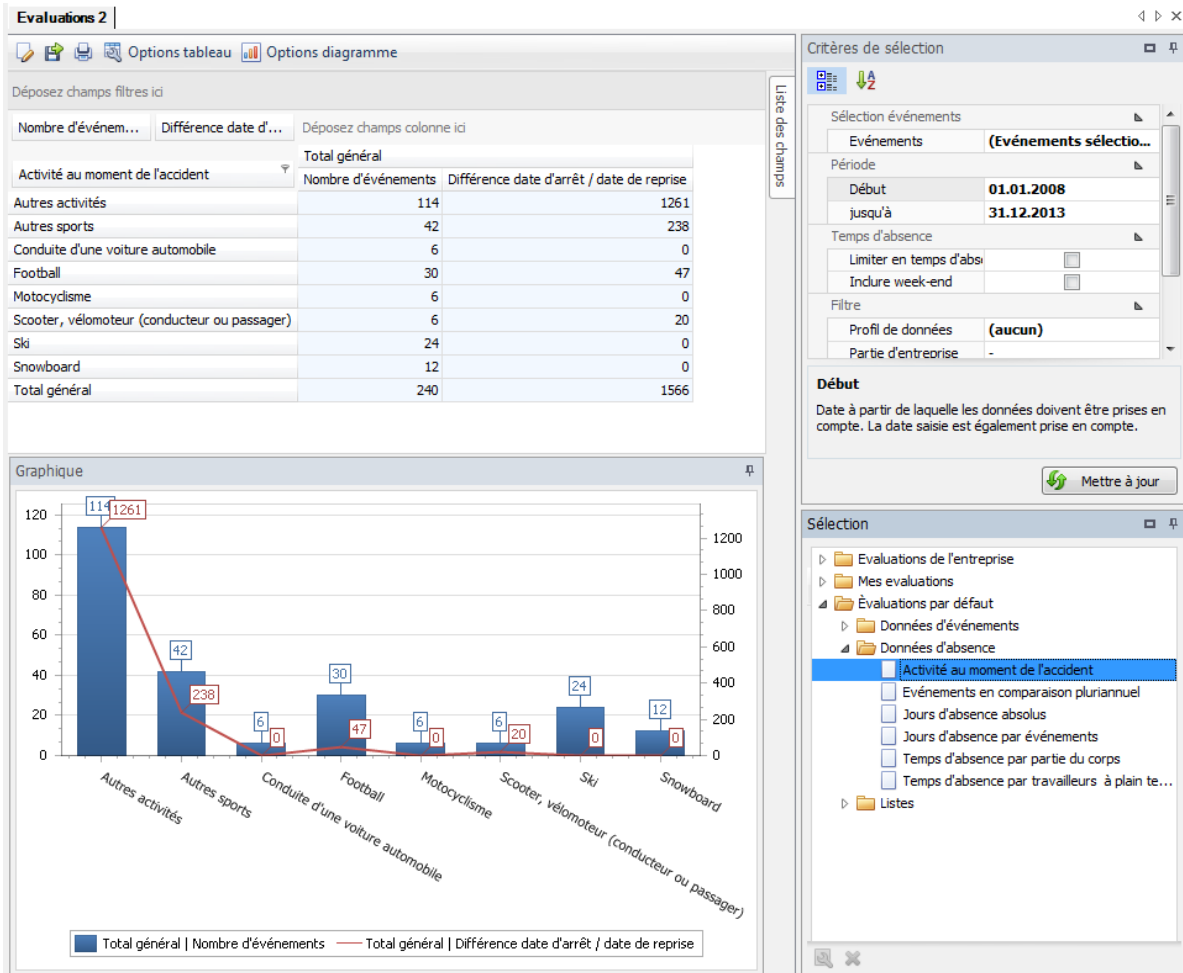 Evaluations 2
Options tableau Options diagramme
Déposez champs filtres ici
Nombre d'événem... Différence date d'... Déposez champs colonne ici
Total général
Activité au moment de l'accident Nombre d'événements Différence date d'arrêt / date de reprise
Autres activités 114 1261
Autres sports 42 238
Conduite d'une voiture automobile 6 0
Football 30 47
Motocyclisme 6 0
Scooter, vélomoteur (conducteur ou passager) 6 20
Ski 24 0
Snowboard 12 0
Total général 240 1566
Liste des champs
Graphique
120
100
80
60
40
20
0
114 1261
42 238
6 0
30 47
6 0
6 20
24 0
12 0
1200
1000
800
600
400
200
0
Autres activités
Autres sports
Conduite d'une voiture automobile
Football
Motocyclisme
Scooter, vélomoteur (conducteur ou passager)
Ski
Snowboard
Total général | Nombre d'événements Total général | Différence date d'arrêt / date de reprise
Critères de sélection
Sélection événements
Evénements (Evénements sélectio...
Période
Début 01.01.2008
jusqu'à 31.12.2013
Temps d'absence
Limiter en temps d'abs
Inclure week-end
Filtre
Profil de données (aucun)
Partie d'entreprise -
Début
Date à partir de laquelle les données doivent être prises en
compte. La date saisie est également prise en compte.
Mettre à jour
Sélection
Evaluations de l'entreprise
Mes evaluations
Èvaluations par défaut
Données d'événements
Données d'absence
Activité au moment de l'accident
Evénements en comparaison pluriannuel
Jours d'absence absolus
Jours d'absence par événements
Temps d'absence par partie du corps
Temps d'absence par travailleurs à plain te...
Listes